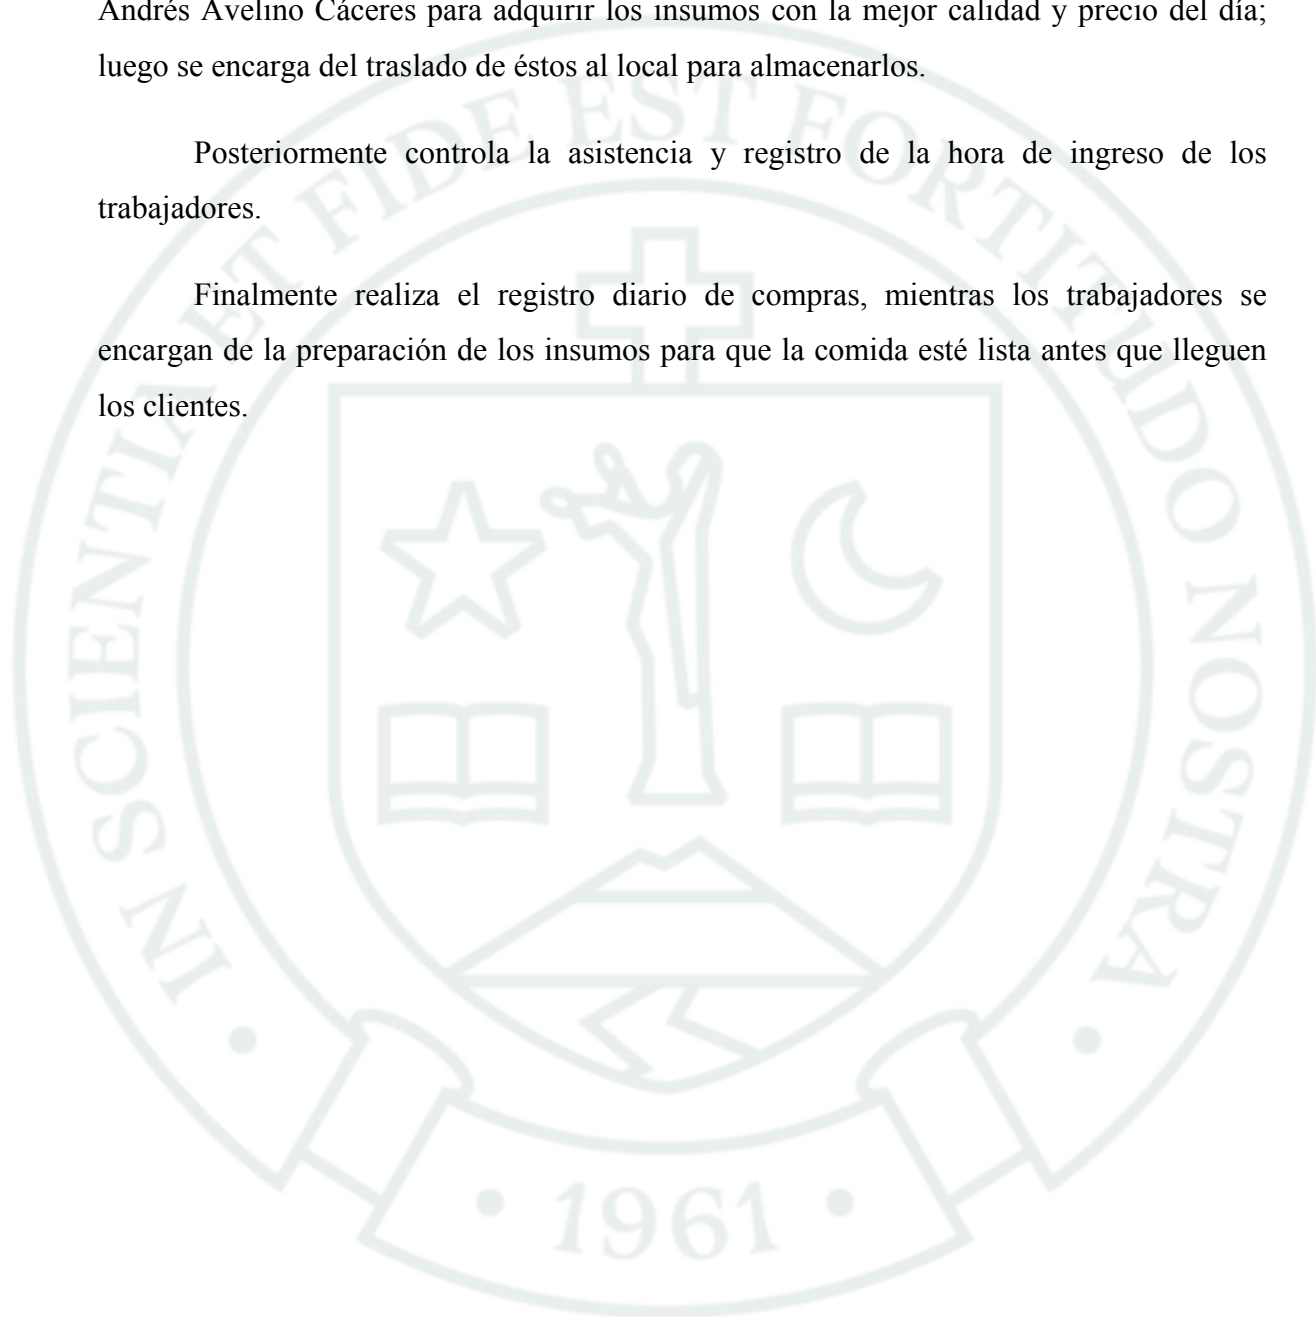 Andrés Avelino Cáceres para adquirir los insumos con la mejor calidad y precio del día;
luego se encarga del traslado de éstos al local para almacenarlos.
Posteriormente controla la asistencia y registro de la hora de ingreso de los
trabajadores.
Finalmente realiza el registro diario de compras, mientras los trabajadores se
encargan de la preparación de los insumos para que la comida esté lista antes que lleguen
los clientes.
IN SCIENTIA ET FIDE EST FORTITUDO NOSTRA
• 1961 •